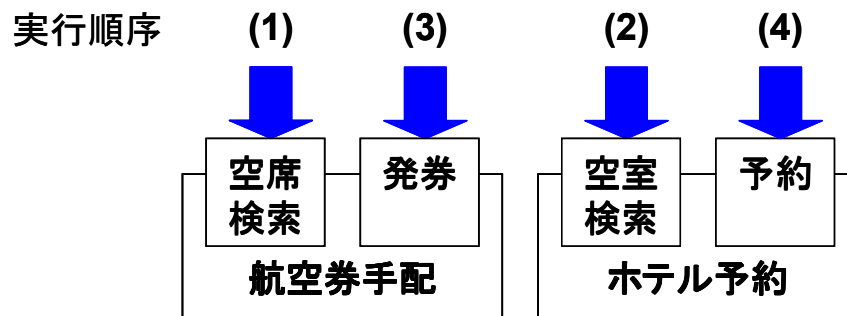 実行順序 (1) (3) (2) (4)
空席 発券 空室 予約
検索 検索
航空券手配 ホテル予約